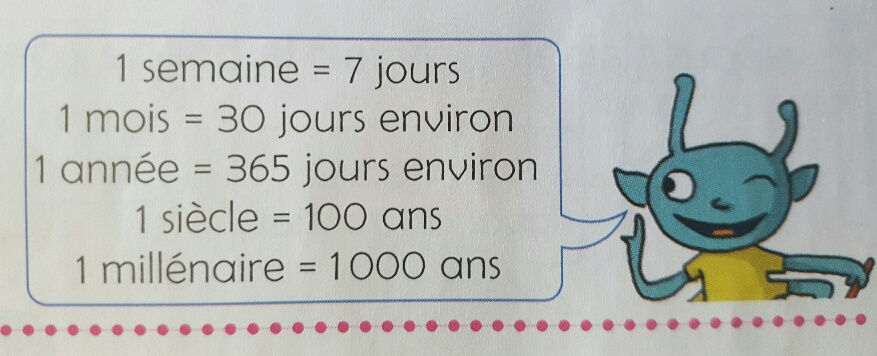 1 semaine = 7 jours
1 mois = 30 jours environ
1 année = 365 jours environ
1 siècle = 100 ans
1 millénaire = 1000 ans